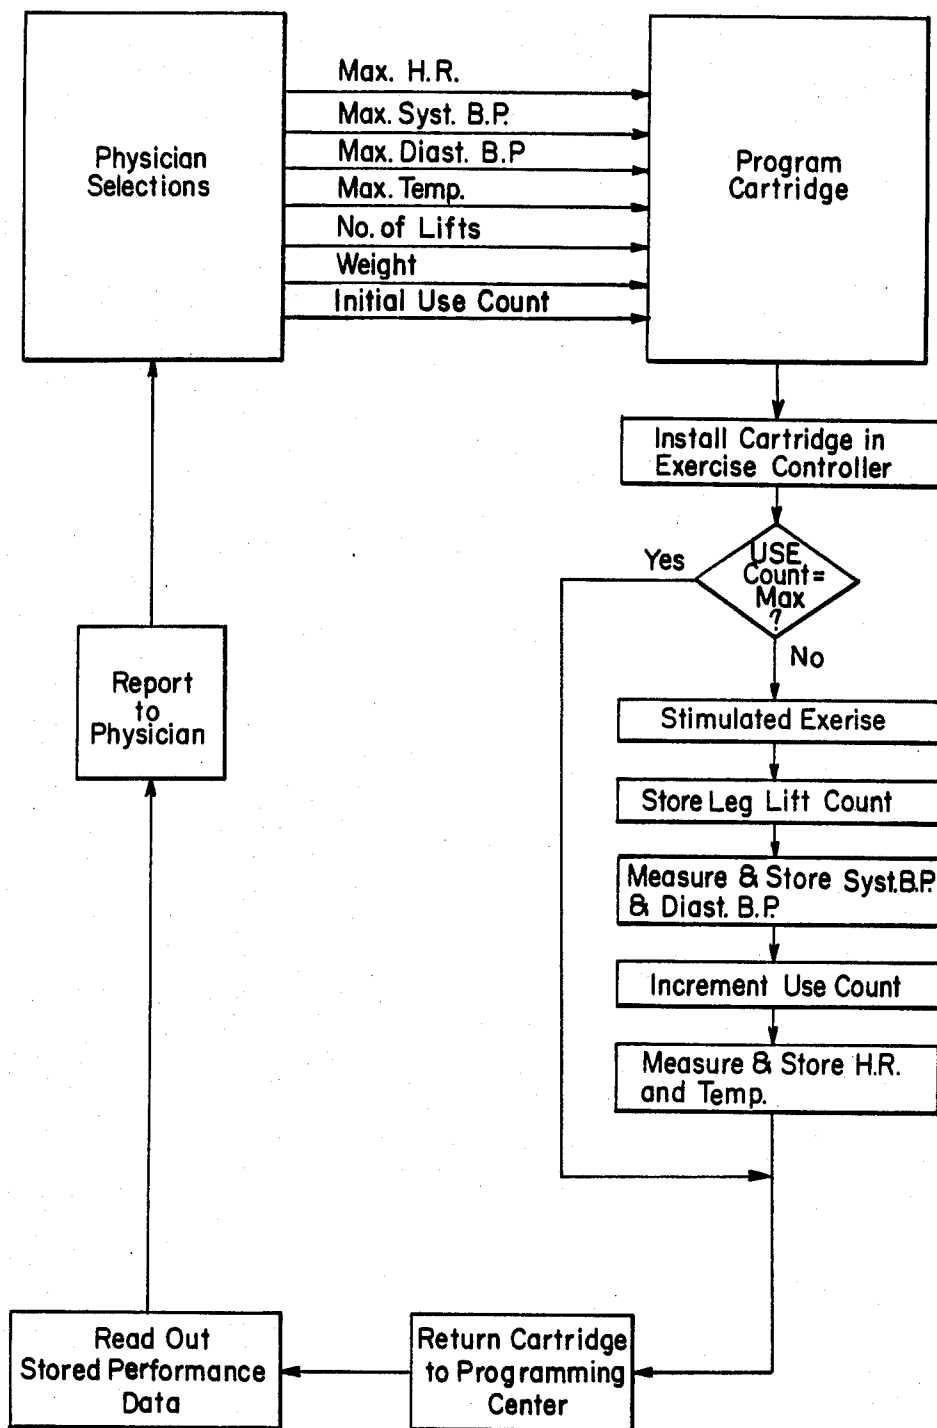 Physician
Selections
Max. H.R.
Max. Syst. B.P.
Max. Diast. B.P
Max. Temp.
No. of Lifts
Weight
Initial Use Count
Program
Cartridge
Install Cartridge in
Exercise Controller
USE
Count=
Max
?
Yes
No
Stimulated Exerise
Store Leg Lift Count
Measure & Store Syst.B.P.
& Diast. B.P.
Increment Use Count
Measure & Store H.R.
and Temp.
Return Cartridge
to Programming
Center
Read Out
Stored Performance
Data
Report
to
Physician